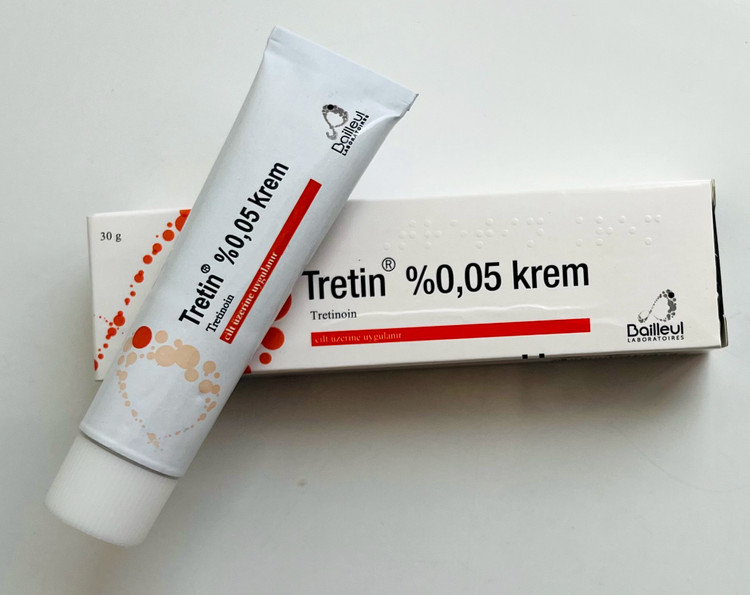 Bailleul
LABORATOIRES
Tretin® %0,05 krem
Tretinoin
cilt üzerine uygulanır
30 g
Tretin® %0,05 krem
Tretinoin
cilt üzerine uygulanır
Bailleul
LABORATOIRES